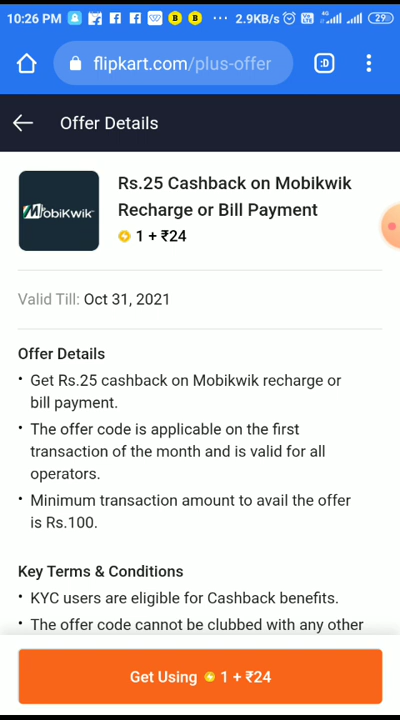 10:26 PM 2.9KB/s 4G 29
flipkart.com/plus-offer :D
Offer Details
MobiKwik
Rs.25 Cashback on Mobikwik
Recharge or Bill Payment
1 + ₹24
Valid Till: Oct 31, 2021
Offer Details
• Get Rs.25 cashback on Mobikwik recharge or
bill payment.
• The offer code is applicable on the first
transaction of the month and is valid for all
operators.
• Minimum transaction amount to avail the offer
is Rs.100.
Key Terms & Conditions
• KYC users are eligible for Cashback benefits.
• The offer code cannot be clubbed with any other
Get Using 1 + ₹24